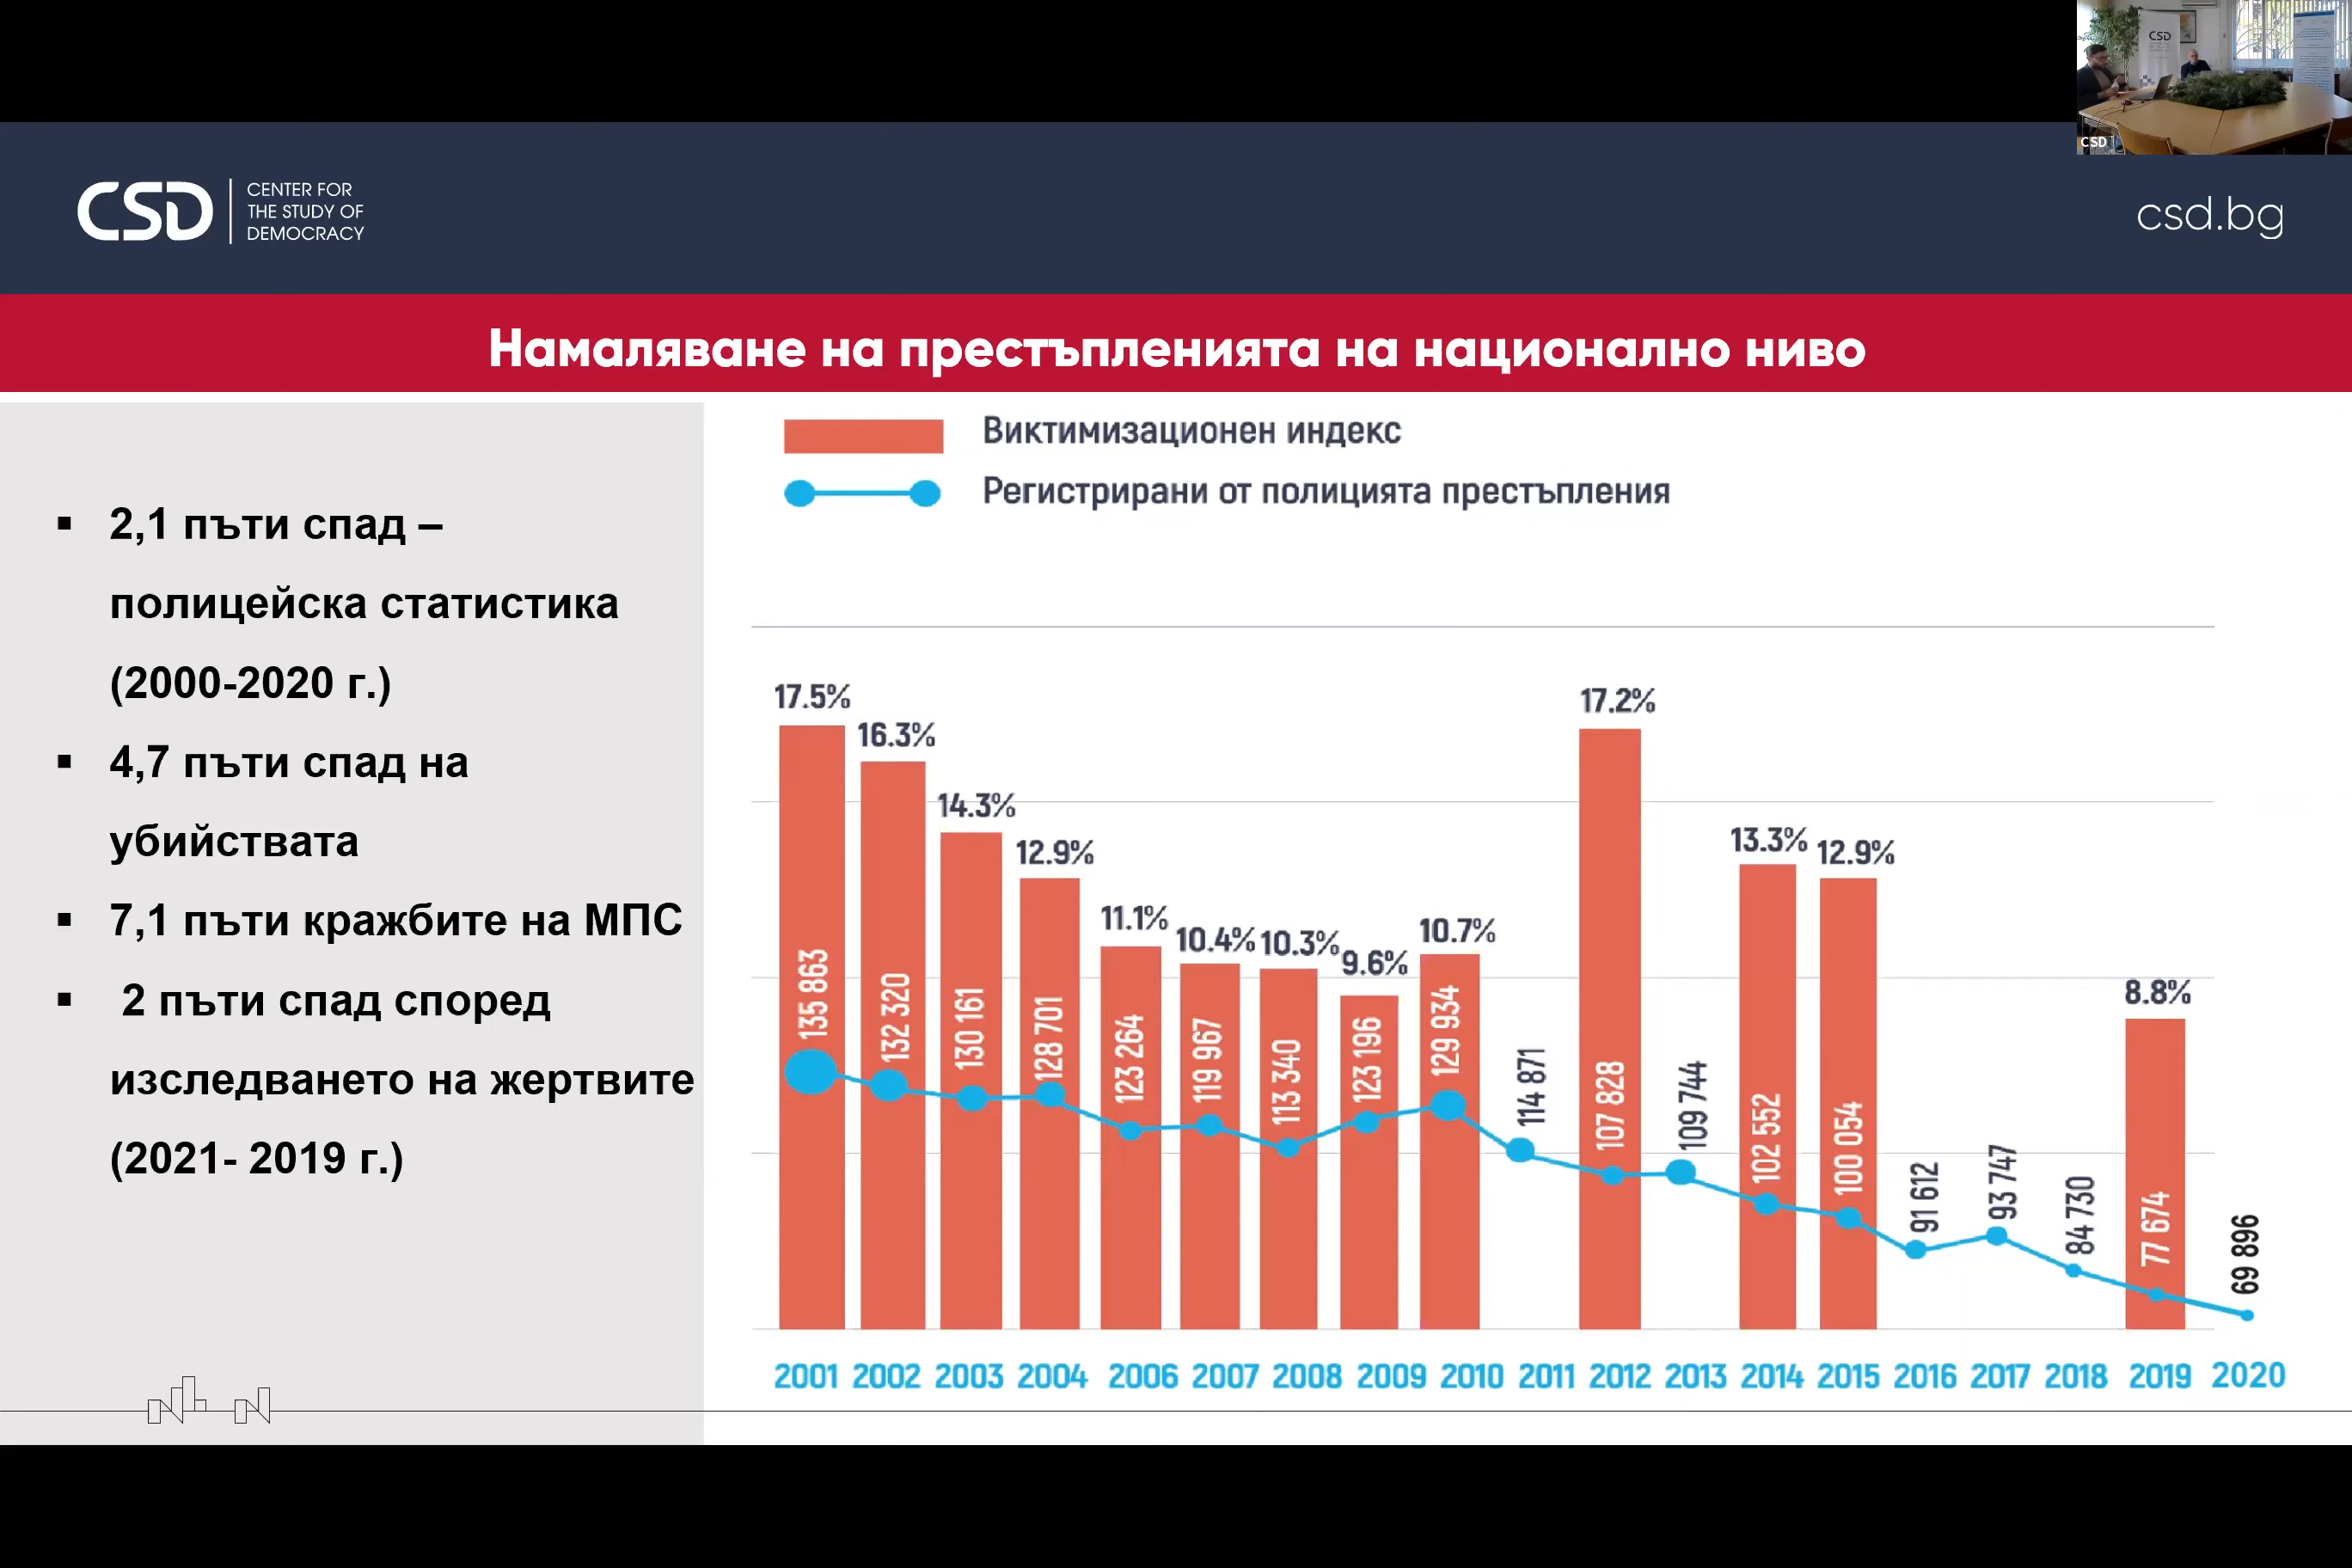 CSD
CSD
CENTER FOR
THE STUDY OF
DEMOCRACY
csd.bg
Намаляване на престъпленията на национално ниво
▪ 2,1 пъти спад –
полицейска статистика
(2000-2020 г.)
▪ 4,7 пъти спад на
убийствата
▪ 7,1 пъти кражбите на МПС
▪ 2 пъти спад според
изследването на жертвите
(2021- 2019 г.)
Виктимизационен индекс
Регистрирани от полицията престъпления
17.5% 16.3% 14.3% 12.9% 11.1% 10.4% 10.3% 9.6% 10.7% 17.2% 13.3% 12.9% 8.8%
135 863 132 320 130 161 128 701 123 264 119 967 113 340 123 196 129 934 114 871 107 828 109 744 102 552 100 054 91 612 93 747 84 730 77 674 69 896
2001 2002 2003 2004 2006 2007 2008 2009 2010 2011 2012 2013 2014 2015 2016 2017 2018 2019 2020
CSD